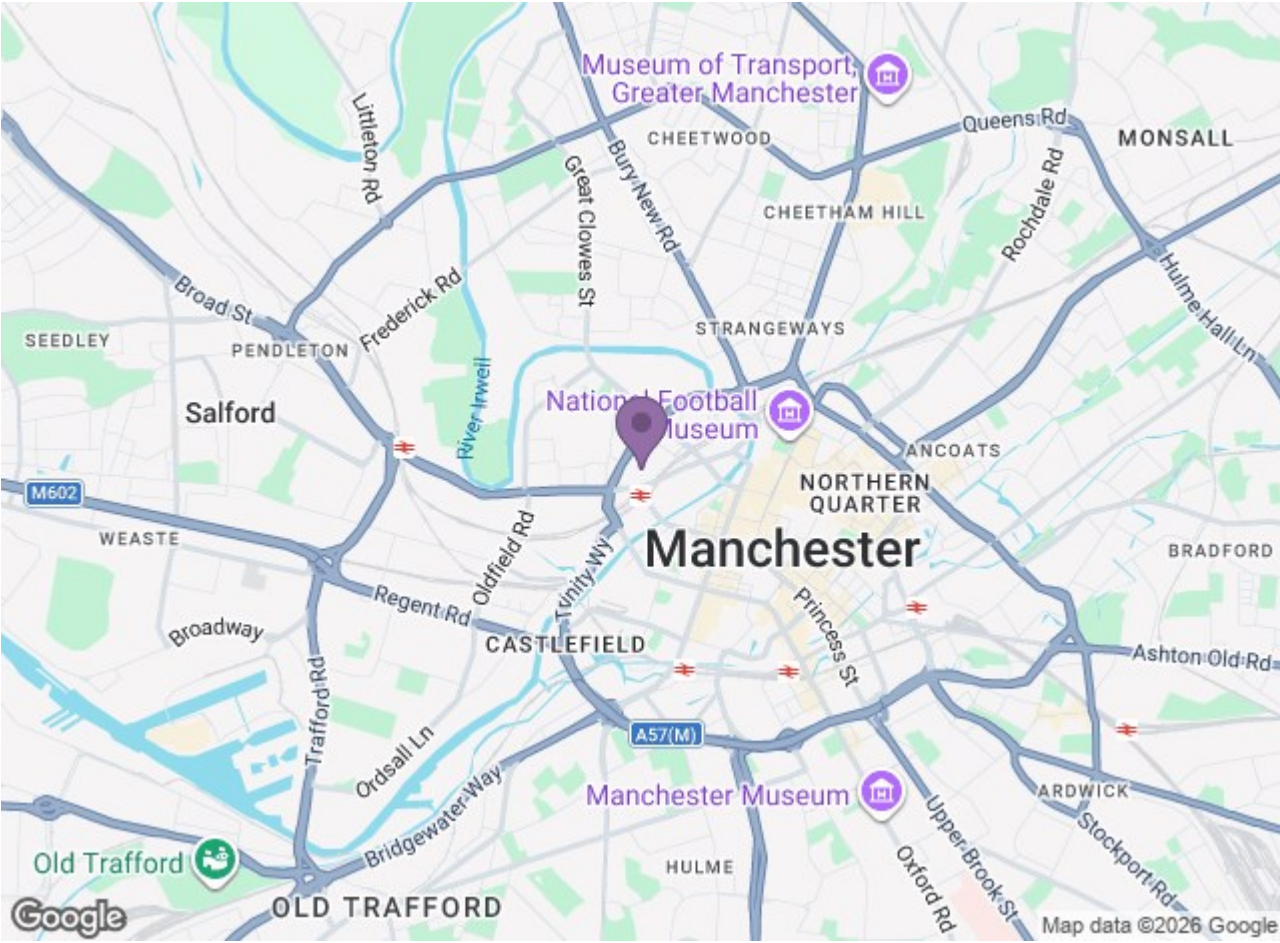 Museum of Transport,
Greater Manchester
CHEETWOOD
Queens Rd
MONSALL
Littleton Rd
Great Clowes St
Bury New Rd
CHEETHAM HILL
Rochdale Rd
Hulme Hall Ln
Broad St
Frederick Rd
SEEDLEY
PENDLETON
STRANGEWAYS
River Irwell
Salford
National Football
Museum
ANCOATS
NORTHERN
QUARTER
M602
WEASTE
Oldfield Rd
Trinity Wy
Manchester
BRADFORD
Regent Rd
Broadway
CASTLEFIELD
Princess St
Ashton Old Rd
Trafford Rd
Ordsall Ln
A57(M)
Bridgewater Way
Manchester Museum
ARDWICK
Upper Brook St
Stockport Rd
Old Trafford
HULME
Oxford Rd
OLD TRAFFORD
Google
Map data ©2026 Google